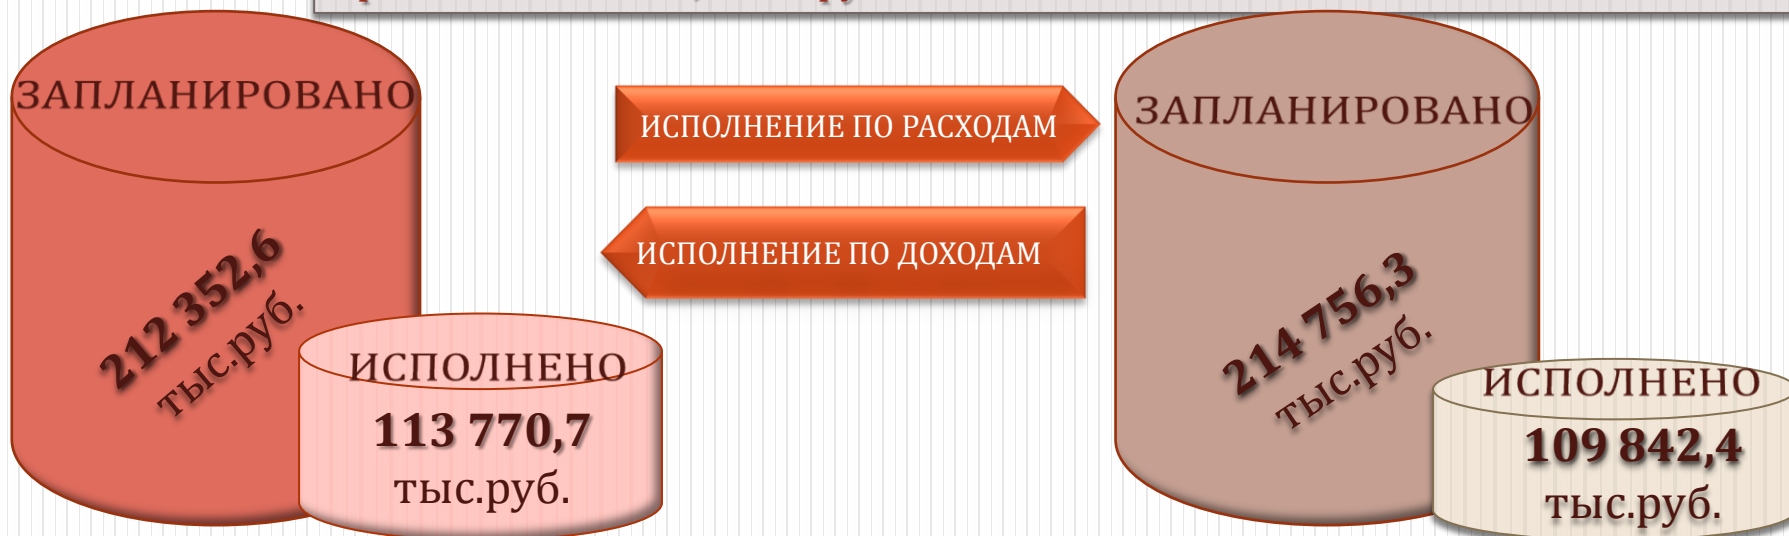 ЗАПЛАНИРОВАНО
212 352,6
тыс.руб.
ИСПОЛНЕНО
113 770,7
тыс.руб.
ИСПОЛНЕНИЕ ПО РАСХОДАМ
ИСПОЛНЕНИЕ ПО ДОХОДАМ
ЗАПЛАНИРОВАНО
214 756,3
тыс.руб.
ИСПОЛНЕНО
109 842,4
тыс.руб.